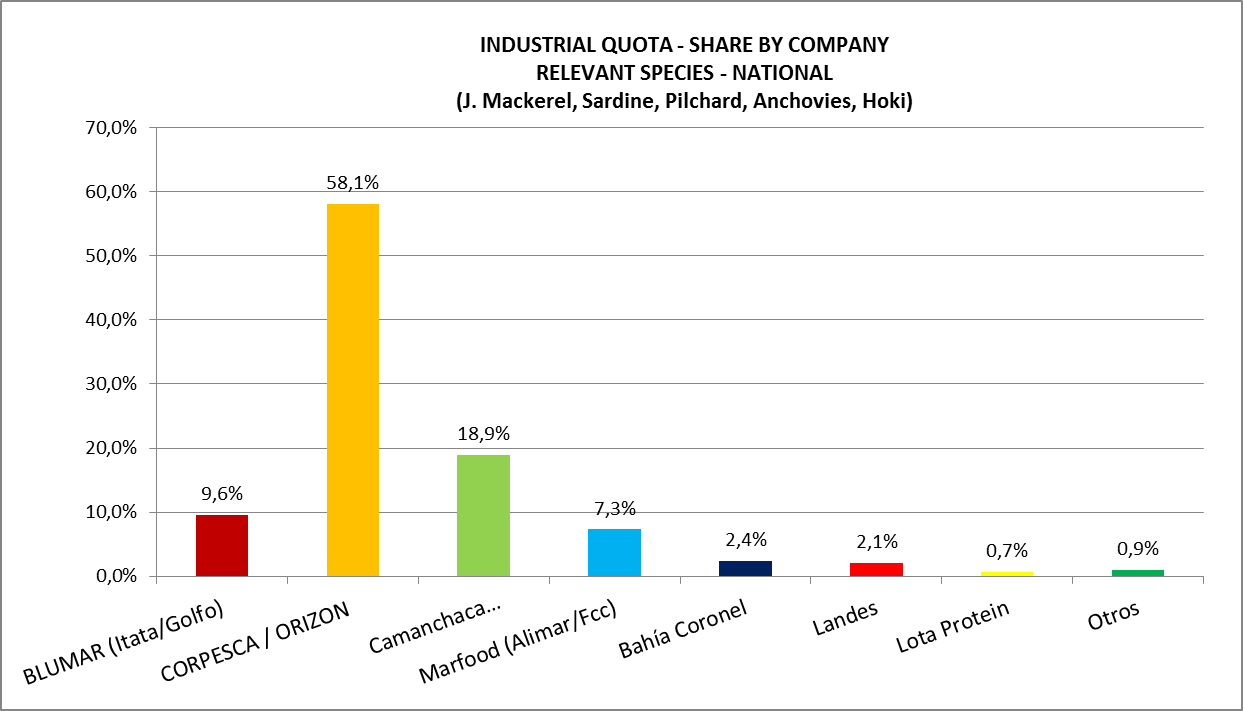 INDUSTRIAL QUOTA - SHARE BY COMPANY
RELEVANT SPECIES - NATIONAL
(J. Mackerel, Sardine, Pilchard, Anchovies, Hoki)
70,0%
60,0%
50,0%
40,0%
30,0%
20,0%
10,0%
0,0%
9,6%
58,1%
18,9%
7,3%
2,4%
2,1%
0,7%
0,9%
BLUMAR (Itata/Golfo)
CORPESCA / ORIZON
Camanchaca...
Marfood (Alimar/Fcc)
Bahía Coronel
Landes
Lota Protein
Otros